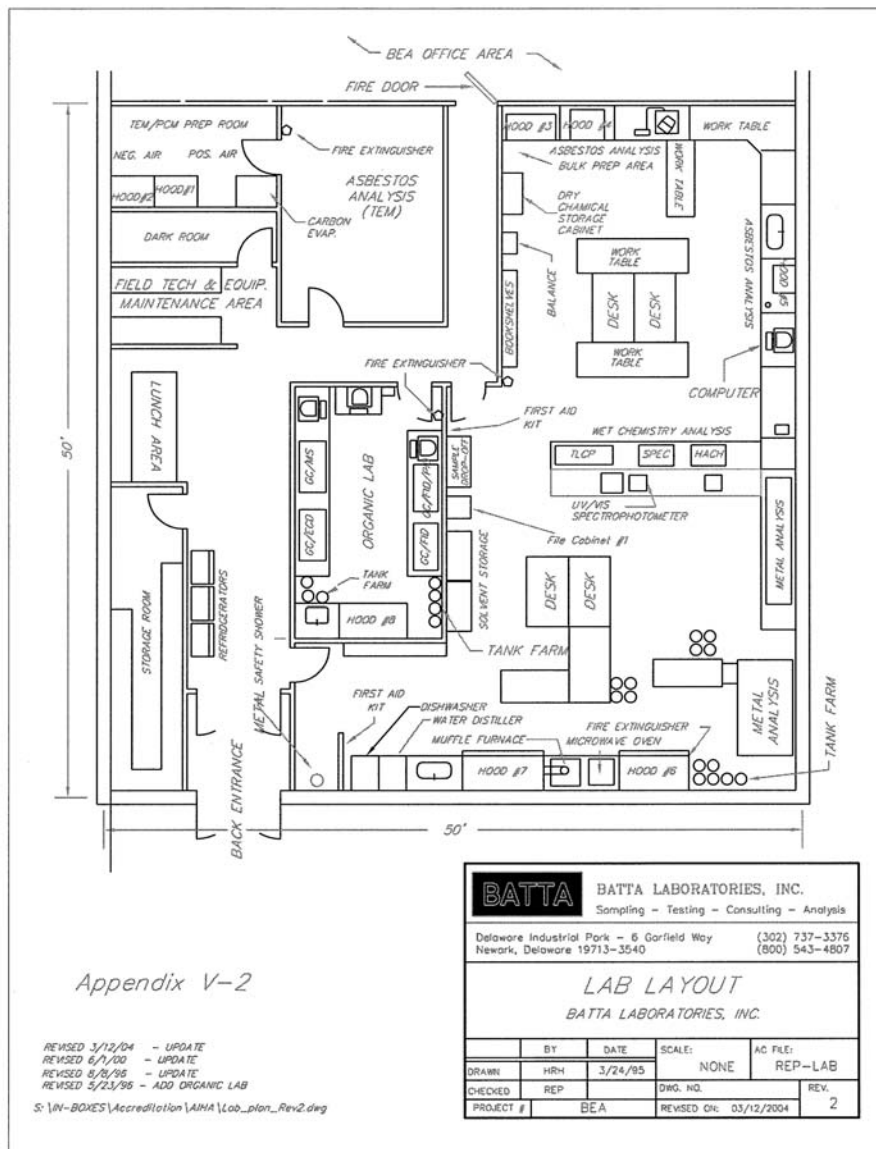 BEA OFFICE AREA
FIRE DOOR
TEM/PCM PREP ROOM
NEG. AIR POS. AIR
HOOD#2 HOOD#1
FIRE EXTINGUISHER
ASBESTOS
ANALYSIS
(TEM)
CARBON
EVAP.
DARK ROOM
FIELD TECH & EQUIP.
MAINTENANCE AREA
HOOD #3 HOOD #4 WORK TABLE
ASBESTOS ANALYSIS
BULK PREP AREA
WORK TABLE
DRY
CHAMICAL
STORAGE
CABINET
BALANCE
BOOKSHELVES
WORK
TABLE
DESK DESK
WORK
TABLE
ASBESTOS ANALYSIS
HOOD #5
COMPUTER
50'
LUNCH AREA
FIRE EXTINGUISHER
FIRST AID
KIT
GC/MS
GC/ECD
ORGANIC LAB
GC/FID
SAMPLE
DROP-OFF
WET CHEMISTRY ANALYSIS
TLCP SPEC HACH
UV/VIS
SPECTROPHOTOMETER
File Cabinet #1
METAL ANALYSIS
SOLVENT STORAGE
TANK
FARM
HOOD #8
TANK FARM
DESK DESK
STORAGE ROOM
REFRIDGERATORS
METAL SAFETY SHOWER
FIRST AID
KIT
DISHWASHER
WATER DISTILLER
MUFFLE FURNACE
FIRE EXTINGUISHER
MICROWAVE OVEN
METAL
ANALYSIS
TANK FARM
HOOD #7 HOOD #6
BACK ENTRANCE
50'
BATTA BATTA LABORATORIES, INC.
Sampling - Testing - Consulting - Analysis
Delaware Industrial Park - 6 Garfield Way (302) 737-3376
Newark, Delaware 19713-3540 (800) 543-4807
LAB LAYOUT
BATTA LABORATORIES, INC.
BY DATE SCALE: AC FILE:
DRAWN HRH 3/24/95 NONE REP-LAB
CHECKED REP DWG. NO. REV.
PROJECT # BEA REVISED ON: 03/12/2004 2
Appendix V-2
REVISED 3/12/04 - UPDATE
REVISED 6/1/00 - UPDATE
REVISED 8/8/96 - UPDATE
REVISED 5/23/96 - ADD ORGANIC LAB
S:\IN-BOXES\Accreditation\AIHA\Lab_plan_Rev2.dwg